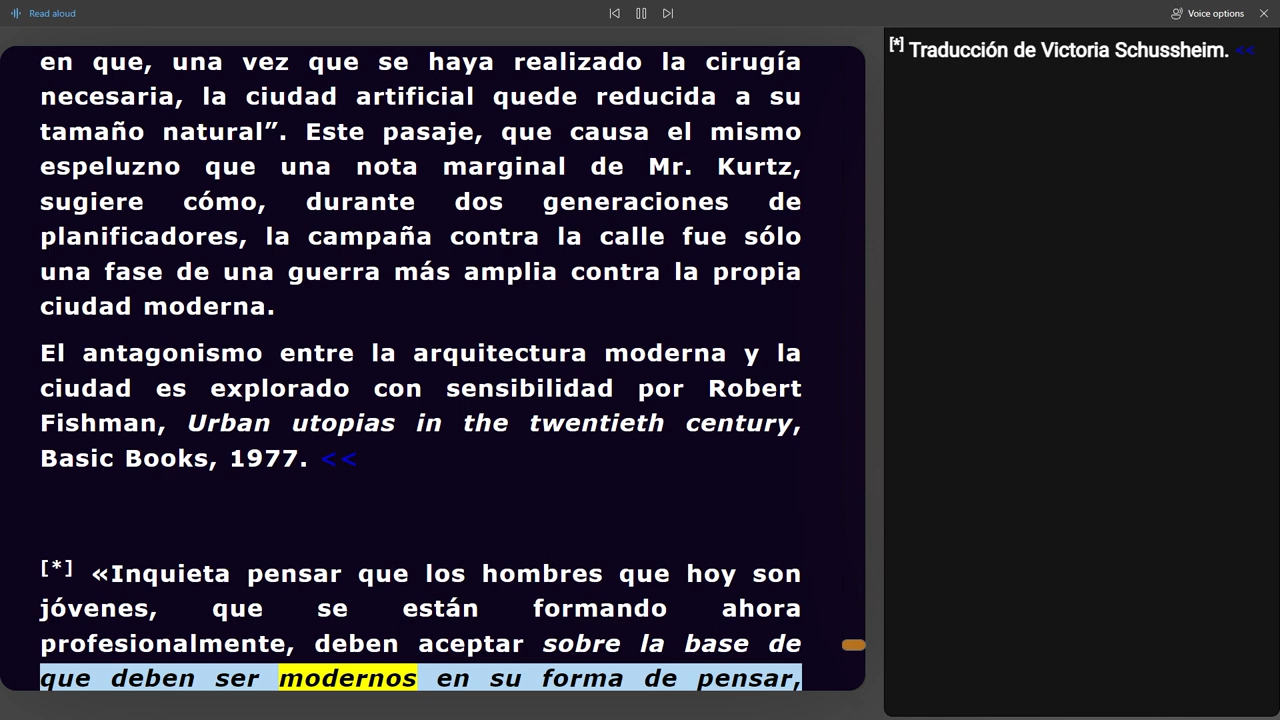 Read aloud
Voice options
en que, una vez que se haya realizado la cirugía
necesaria, la ciudad artificial quede reducida a su
tamaño natural”. Este pasaje, que causa el mismo
espeluzno que una nota marginal de Mr. Kurtz,
sugiere cómo, durante dos generaciones de
planificadores, la campaña contra la calle fue sólo
una fase de una guerra más amplia contra la propia
ciudad moderna.
El antagonismo entre la arquitectura moderna y la
ciudad es explorado con sensibilidad por Robert
Fishman, Urban utopias in the twentieth century,
Basic Books, 1977. <<
[*] «Inquieta pensar que los hombres que hoy son
jóvenes, que se están formando ahora
profesionalmente, deben aceptar sobre la base de
que deben ser modernos en su forma de pensar,
[*] Traducción de Victoria Schussheim. <<